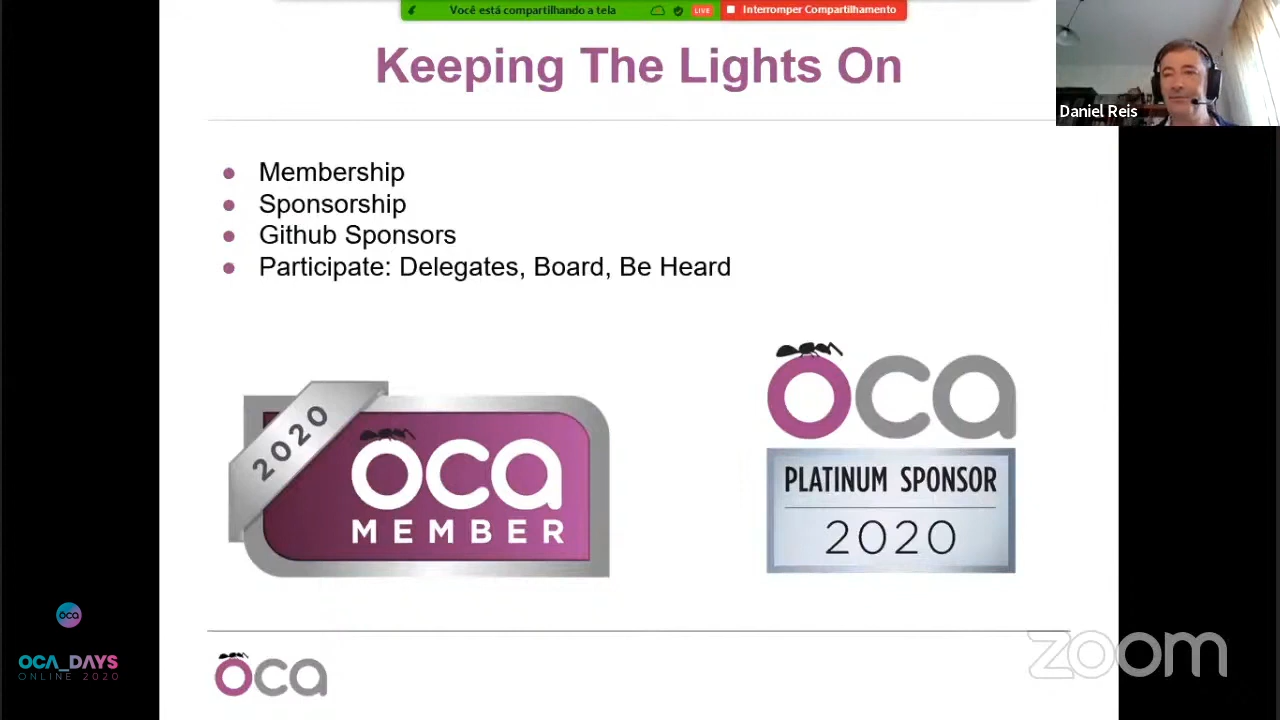 Você está compartilhando a tela
LIVE
Interromper Compartilhamento
Keeping The Lights On
Daniel Reis
Membership
Sponsorship
Github Sponsors
Participate: Delegates, Board, Be Heard
2020
oca
MEMBER
oca
PLATINUM SPONSOR
2020
oca
OCA_DAYS
ONLINE 2020
oca
zoom